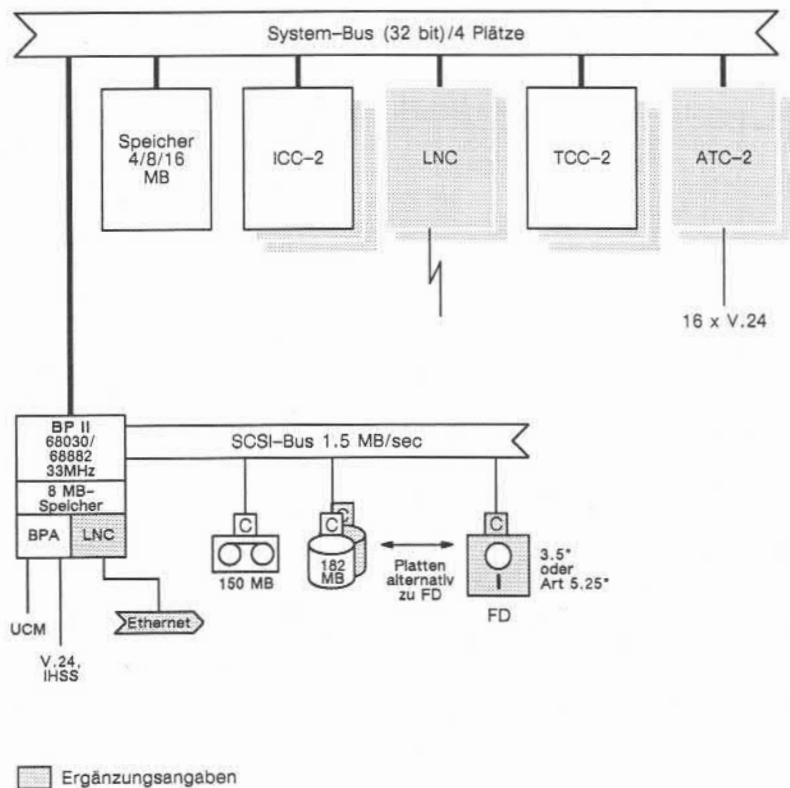 System-Bus (32 bit)/4 Plätze
Speicher
4/8/16
MB
ICC-2
LNC
TCC-2
ATC-2
16 x V.24
BP II
68030/
68882
33MHz
SCSI-Bus 1.5 MB/sec
8 MB-
Speicher
BPA
LNC
C
C
C
C
150 MB
182
MB
Platten
alternativ
zu FD
3.5"
oder
Art 5.25"
FD
UCM
Ethernet
V.24,
IHSS
Ergänzungsangaben